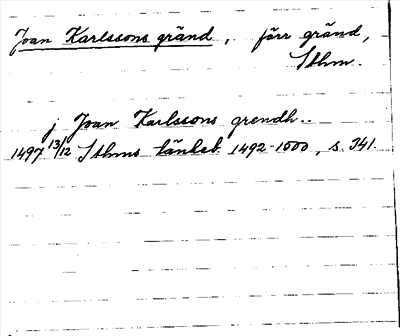 Joan Karlssons gränd, förr gränd,
Sthm.
j Joan Karlssons grendh..
1497 13/12 Sthms tänkeb 1492-1500, s. 341.